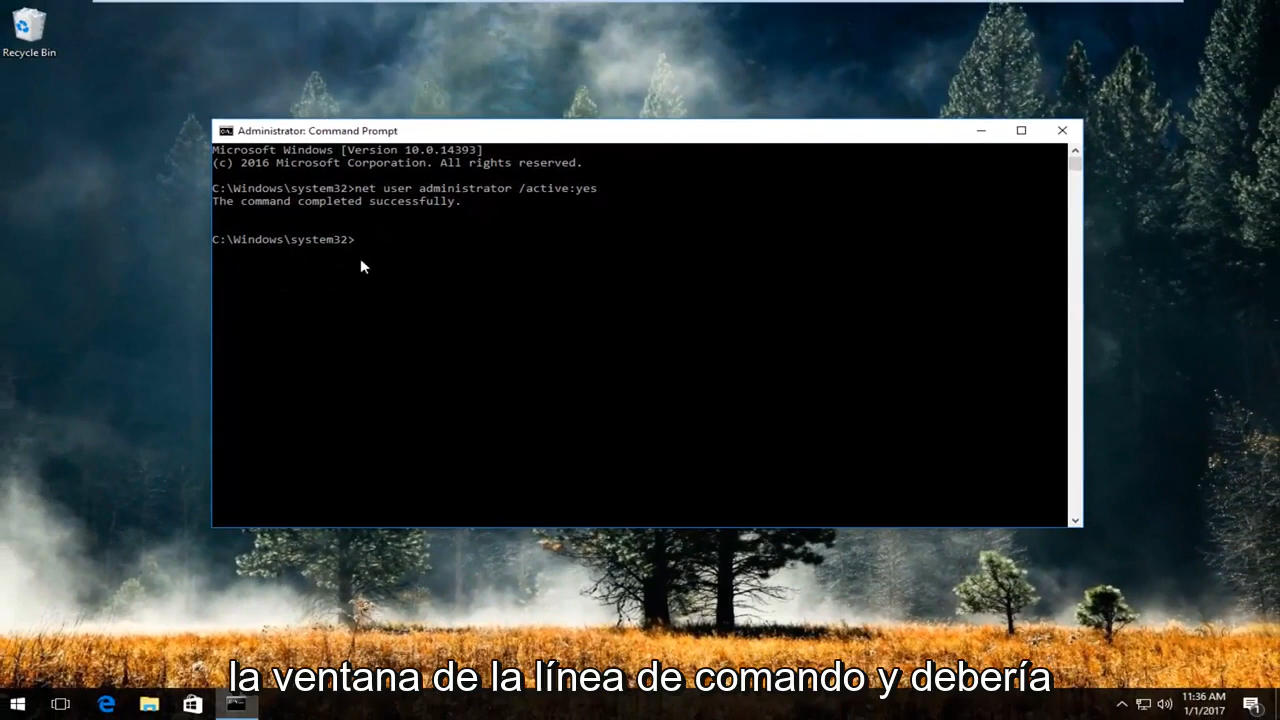 Recycle Bin
Administrator: Command Prompt
Microsoft Windows [Version 10.0.14393]
(c) 2016 Microsoft Corporation. All rights reserved.
C:\Windows\system32>net user administrator /active:yes
The command completed successfully.
C:\Windows\system32>
la ventana de la línea de comando y debería
11:36 AM
1/1/2017
1